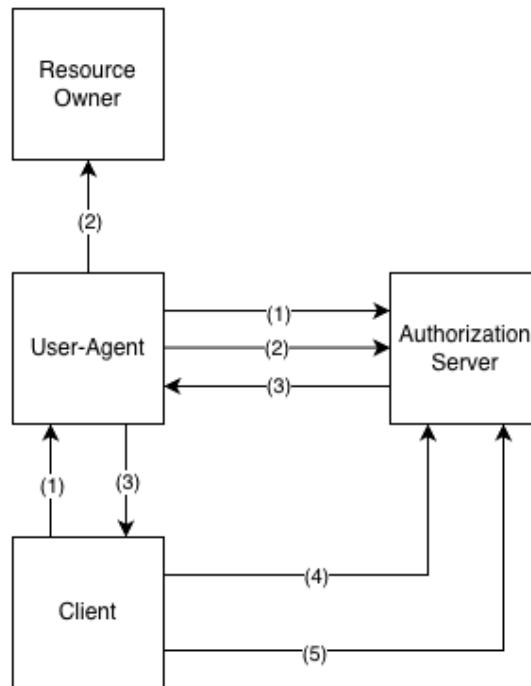 Resource
Owner
(2)
User-Agent
(1)
(2)
(3)
Authorization
Server
(1)
(3)
Client
(4)
(5)